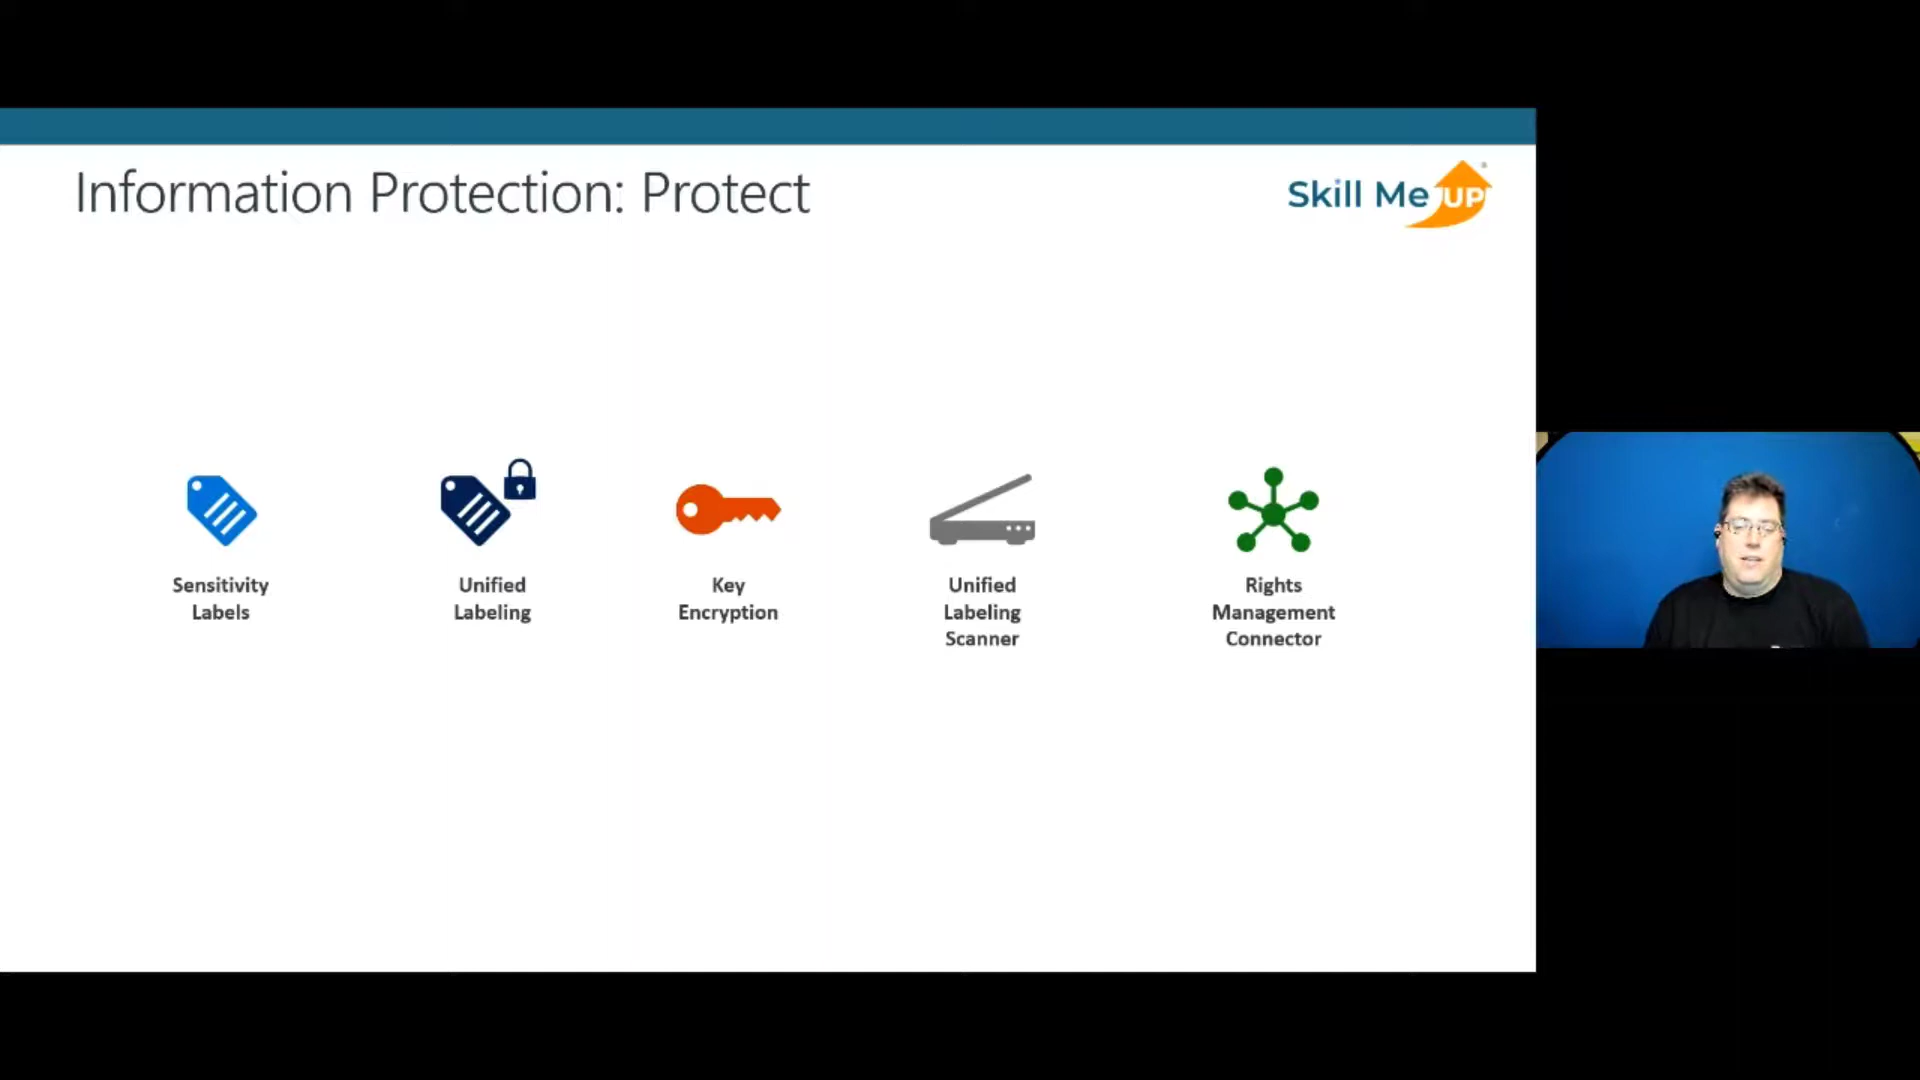 Information Protection: Protect
Skill Me UP
Sensitivity
Labels
Unified
Labeling
Key
Encryption
Unified
Labeling
Scanner
Rights
Management
Connector